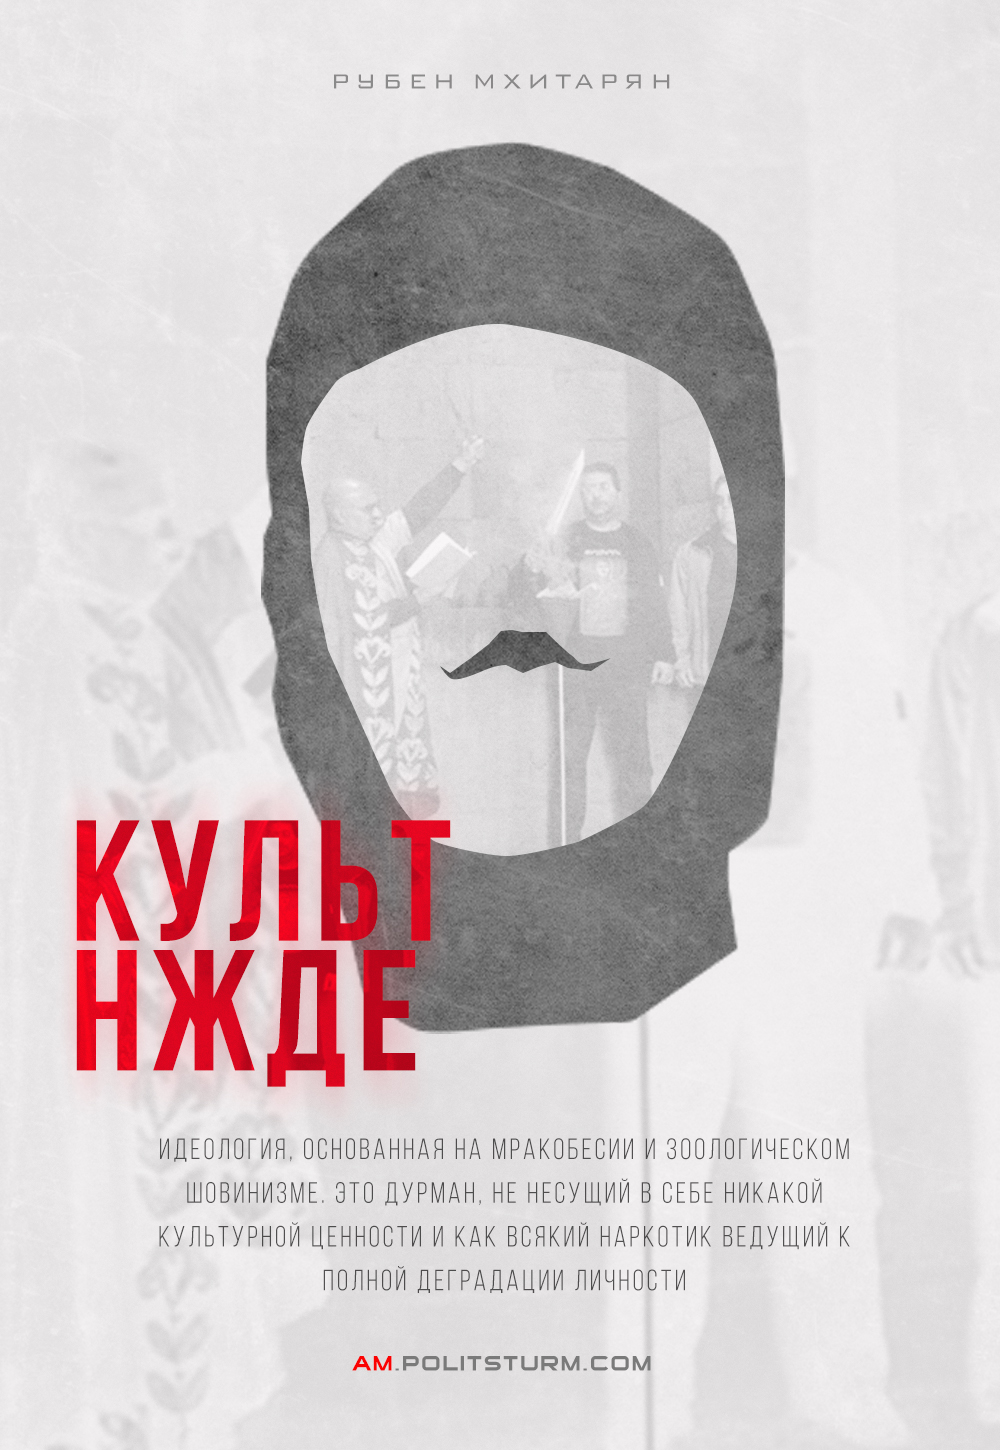 РУБЕН МХИТАРЯН
КУЛЬТ
НЖДЕ
ИДЕОЛОГИЯ, ОСНОВАННАЯ НА МРАКОБЕСИИ И ЗООЛОГИЧЕСКОМ
ШОВИНИЗМЕ. ЭТО ДУРМАН, НЕ НЕСУЩИЙ В СЕБЕ НИКАКОЙ
КУЛЬТУРНОЙ ЦЕННОСТИ И КАК ВСЯКИЙ НАРКОТИК ВЕДУЩИЙ К
ПОЛНОЙ ДЕГРАДАЦИИ ЛИЧНОСТИ
AM.POLITSTURM.COM